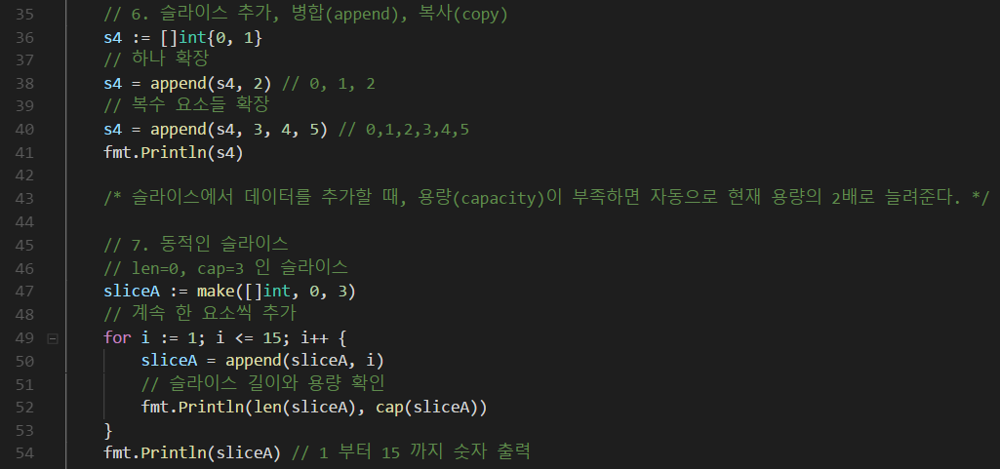 35 // 6. 슬라이스 추가, 병합(append), 복사(copy)
36 s4 := []int{0, 1}
37 // 하나 확장
38 s4 = append(s4, 2) // 0, 1, 2
39 // 복수 요소들 확장
40 s4 = append(s4, 3, 4, 5) // 0,1,2,3,4,5
41 fmt.Println(s4)
42
43 /* 슬라이스에서 데이터를 추가할 때, 용량(capacity)이 부족하면 자동으로 현재 용량의 2배로 늘려준다. */
44
45 // 7. 동적인 슬라이스
46 // len=0, cap=3 인 슬라이스
47 sliceA := make([]int, 0, 3)
48 // 계속 한 요소씩 추가
49 for i := 1; i <= 15; i++ {
50 sliceA = append(sliceA, i)
51 // 슬라이스 길이와 용량 확인
52 fmt.Println(len(sliceA), cap(sliceA))
53 }
54 fmt.Println(sliceA) // 1 부터 15 까지 숫자 출력